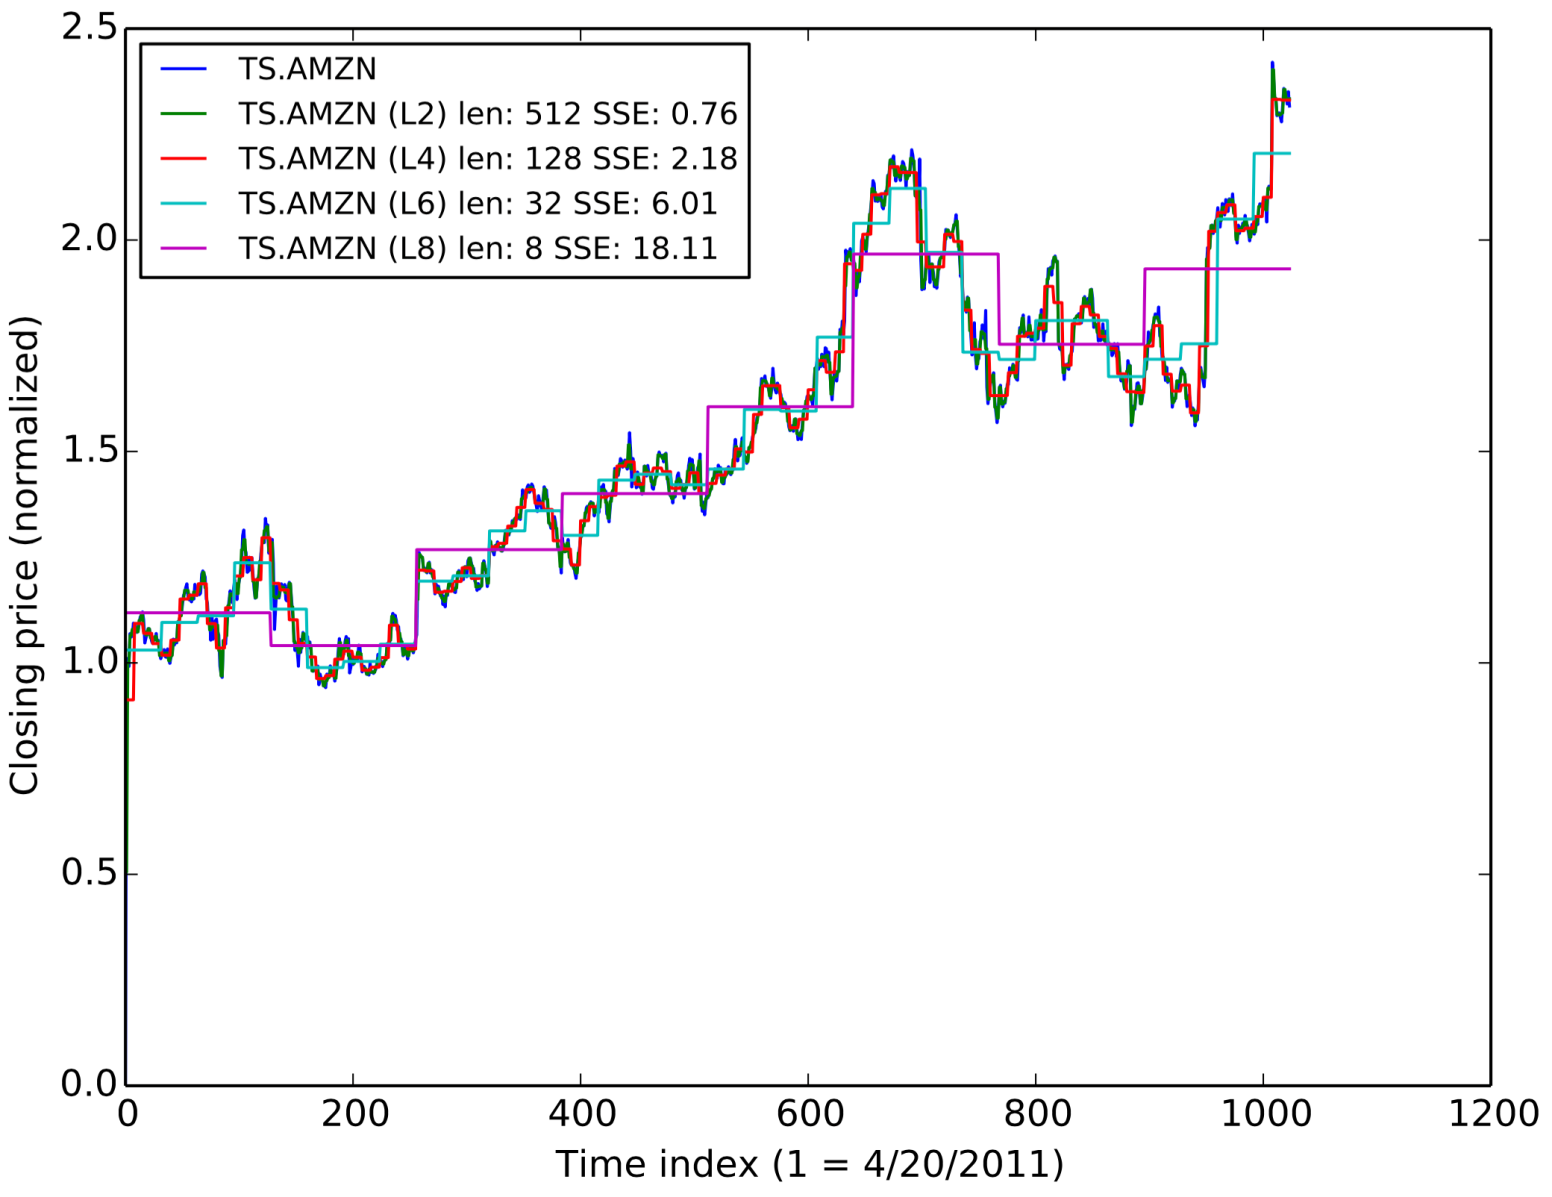 2.5
TS.AMZN
TS.AMZN (L2) len: 512 SSE: 0.76
TS.AMZN (L4) len: 128 SSE: 2.18
TS.AMZN (L6) len: 32 SSE: 6.01
TS.AMZN (L8) len: 8 SSE: 18.11
2.0
1.5
1.0
0.5
0.0
Closing price (normalized)
0 200 400 600 800 1000 1200
Time index (1 = 4/20/2011)